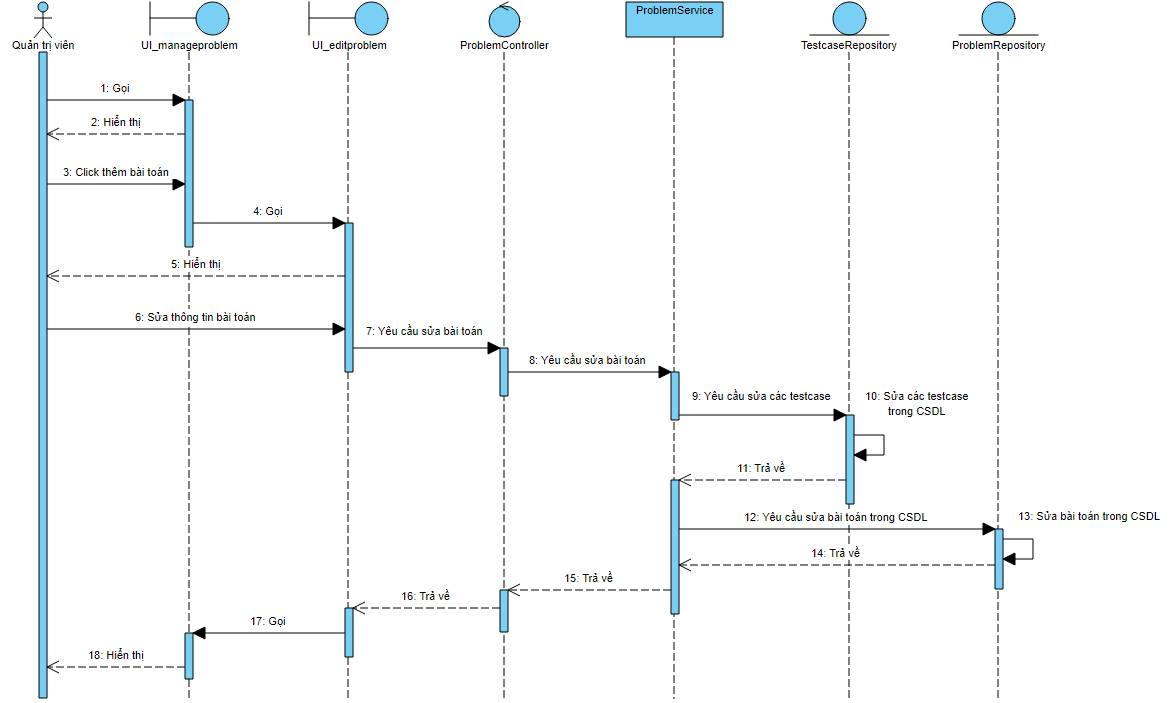 Quản trị viên
UI_manageproblem
UI_editproblem
ProblemController
ProblemService
TestcaseRepository
ProblemRepository
1: Gọi
2: Hiển thị
3: Click thêm bài toán
4: Gọi
5: Hiển thị
6: Sửa thông tin bài toán
7: Yêu cầu sửa bài toán
8: Yêu cầu sửa bài toán
9: Yêu cầu sửa các testcase
10: Sửa các testcase
trong CSDL
11: Trả về
12: Yêu cầu sửa bài toán trong CSDL
13: Sửa bài toán trong CSDL
14: Trả về
15: Trả về
16: Trả về
17: Gọi
18: Hiển thị